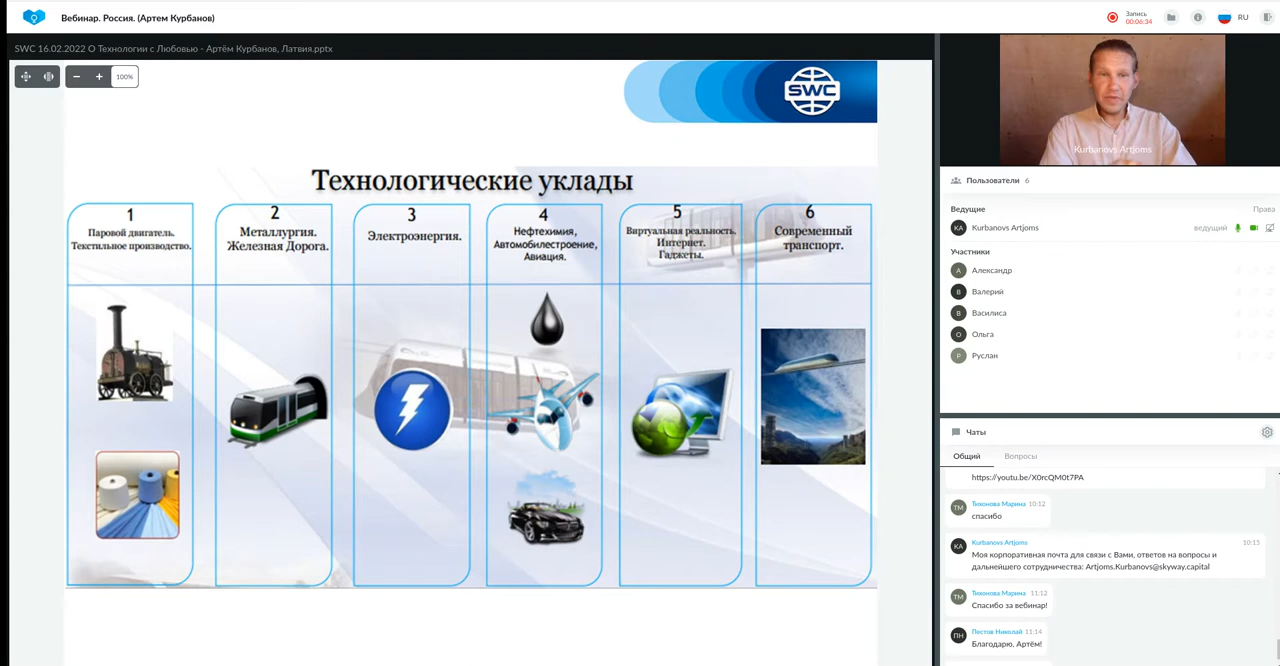 Вебинар. Россия. (Артем Курбанов)
Запись
00:06:34
RU
SWC 16.02.2022 О Технологии с Любовью - Артём Курбанов, Латвия.pptx
100%
SWC
Технологические уклады
1
Паровой двигатель.
Текстильное производство.
2
Металлургия.
Железная Дорога.
3
Электроэнергия.
4
Нефтехимия,
Автомобилестроение,
Авиация.
5
Виртуальная реальность.
Интернет.
Гаджеты.
6
Современный
транспорт.
Kurbanovs Artjoms
Пользователи 6
Ведущие
Права
KA Kurbanovs Artjoms ведущий
Участники
А Александр
В Валерий
В Василиса
О Ольга
Р Руслан
Чаты
Общий Вопросы
https://youtu.be/X0rcQM0t7PA
ТМ Тихонова Марина 10:12
спасибо
KA Kurbanovs Artjoms 10:15
Моя корпоративная почта для связи с Вами, ответов на вопросы и
дальнейшего сотрудничества: Artjoms.Kurbanovs@skyway.capital
ТМ Тихонова Марина 11:12
Спасибо за вебинар!
ПН Пестов Николай 11:14
Благодарю, Артём!